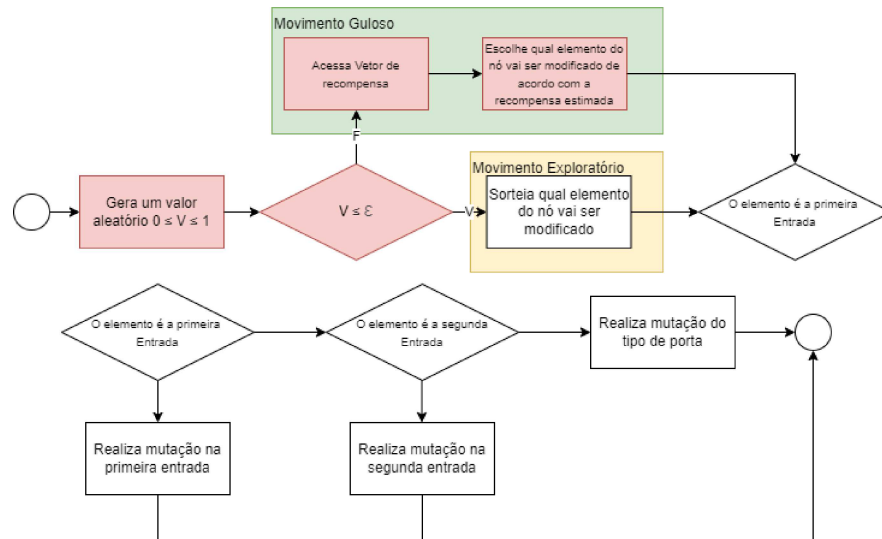 Movimento Guloso
Acessa Vetor de
recompensa
Escolhe qual elemento do
nó vai ser modificado de
acordo com a
recompensa estimada
F
Gera um valor
aleatório 0 ≤ V ≤ 1
V ≤ Ɛ
V
Movimento Exploratório
Sorteia qual elemento
do nó vai ser
modificado
O elemento é a primeira
Entrada
O elemento é a primeira
Entrada
O elemento é a segunda
Entrada
Realiza mutação do
tipo de porta
Realiza mutação na
primeira entrada
Realiza mutação na
segunda entrada